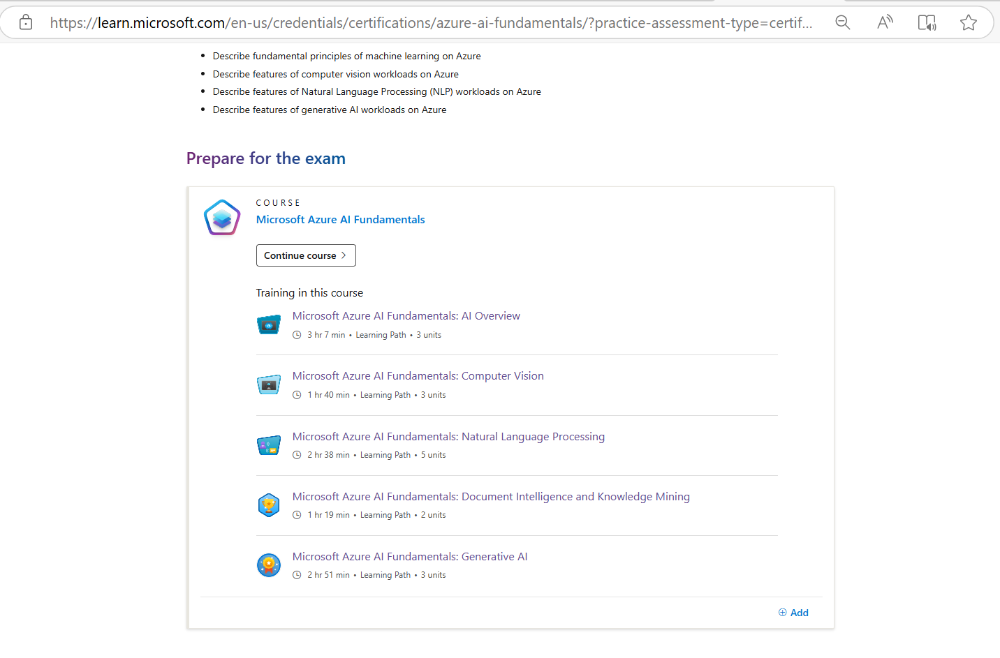 https://learn.microsoft.com/en-us/credentials/certifications/azure-ai-fundamentals/?practice-assessment-type=certif...
Describe fundamental principles of machine learning on Azure
Describe features of computer vision workloads on Azure
Describe features of Natural Language Processing (NLP) workloads on Azure
Describe features of generative AI workloads on Azure
Prepare for the exam
COURSE
Microsoft Azure AI Fundamentals
Continue course
Training in this course
Microsoft Azure AI Fundamentals: AI Overview
3 hr 7 min • Learning Path • 3 units
Microsoft Azure AI Fundamentals: Computer Vision
1 hr 40 min • Learning Path • 3 units
Microsoft Azure AI Fundamentals: Natural Language Processing
2 hr 38 min • Learning Path • 5 units
Microsoft Azure AI Fundamentals: Document Intelligence and Knowledge Mining
1 hr 19 min • Learning Path • 2 units
Microsoft Azure AI Fundamentals: Generative AI
2 hr 51 min • Learning Path • 3 units
Add